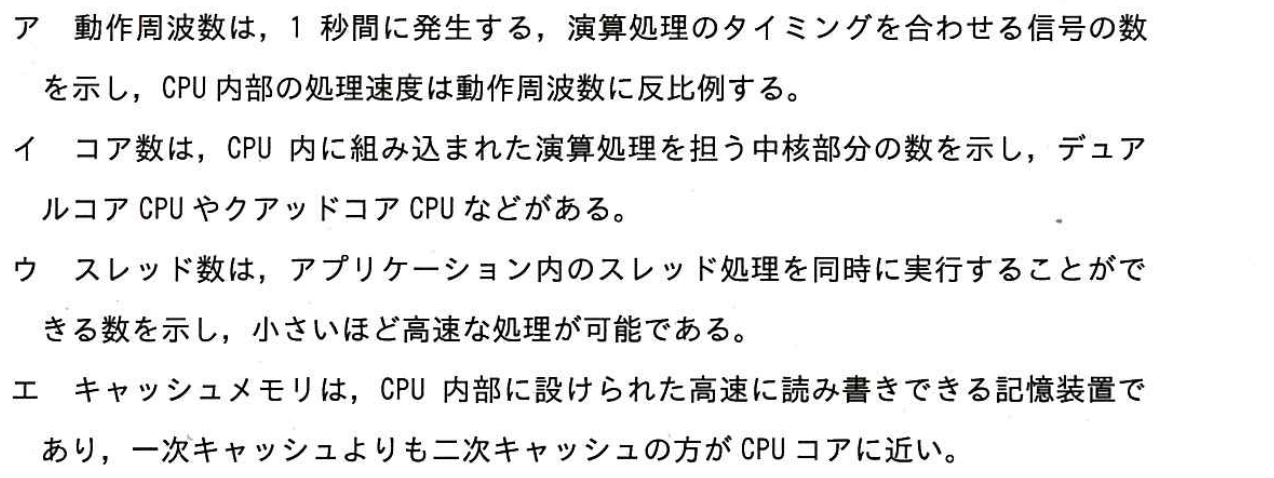 ア　動作周波数は，1 秒間に発生する，演算処理のタイミングを合わせる信号の数
を示し，CPU 内部の処理速度は動作周波数に反比例する。
イ　コア数は，CPU 内に組み込まれた演算処理を担う中核部分の数を示し，デュア
ルコア CPU やクアッドコア CPU などがある。
ウ　スレッド数は，アプリケーション内のスレッド処理を同時に実行することがで
きる数を示し，小さいほど高速な処理が可能である。
エ　キャッシュメモリは，CPU 内部に設けられた高速に読み書きできる記憶装置で
あり，一次キャッシュよりも二次キャッシュの方が CPU コアに近い。